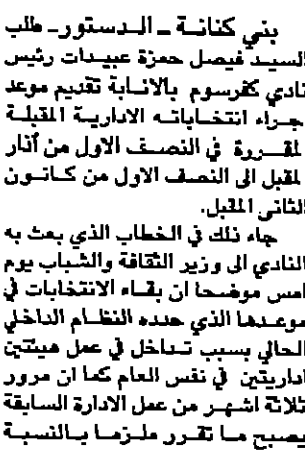 بني كنانة ـ الدستور ـ طلب
السيد فيصل حمزة عبيدات رئيس
نادي كفرسوم بالانابة تقديم موعد
جراء انتخاباته الادارية المقبلة
لمقررة في النصف الاول من آذار
لمقبل الى النصف الاول من كانون
الثاني المقبل.
جاء ذلك في الخطاب الذي بعث به
النادي الى وزير الثقافة والشباب يوم
امس موضحا ان بقاء الانتخابات في
موعدها الذي حدده النظام الداخلي
الحالي بسبب تداخل في عمل هيئتين
اداريتين في نفس العام كما ان مرور
ثلاثة اشهر من عمل الادارة السابقة
يصبح ما تقرر ملزما بالنسبة